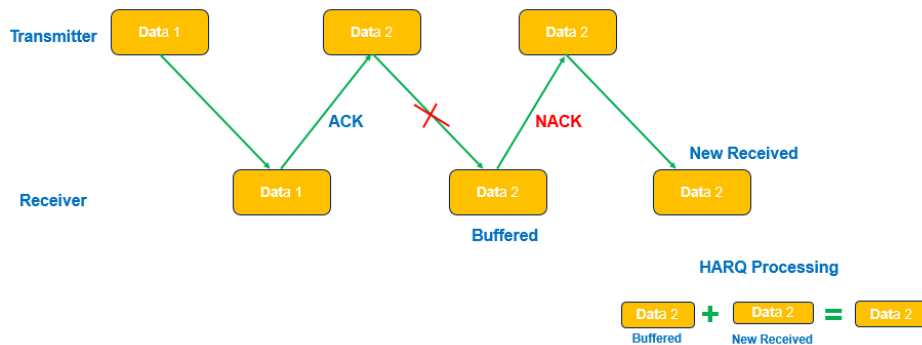 Transmitter
Data 1
Data 2
Data 2
ACK
NACK
New Received
Receiver
Data 1
Data 2
Data 2
Buffered
HARQ Processing
Data 2 + Data 2 = Data 2
Buffered
New Received